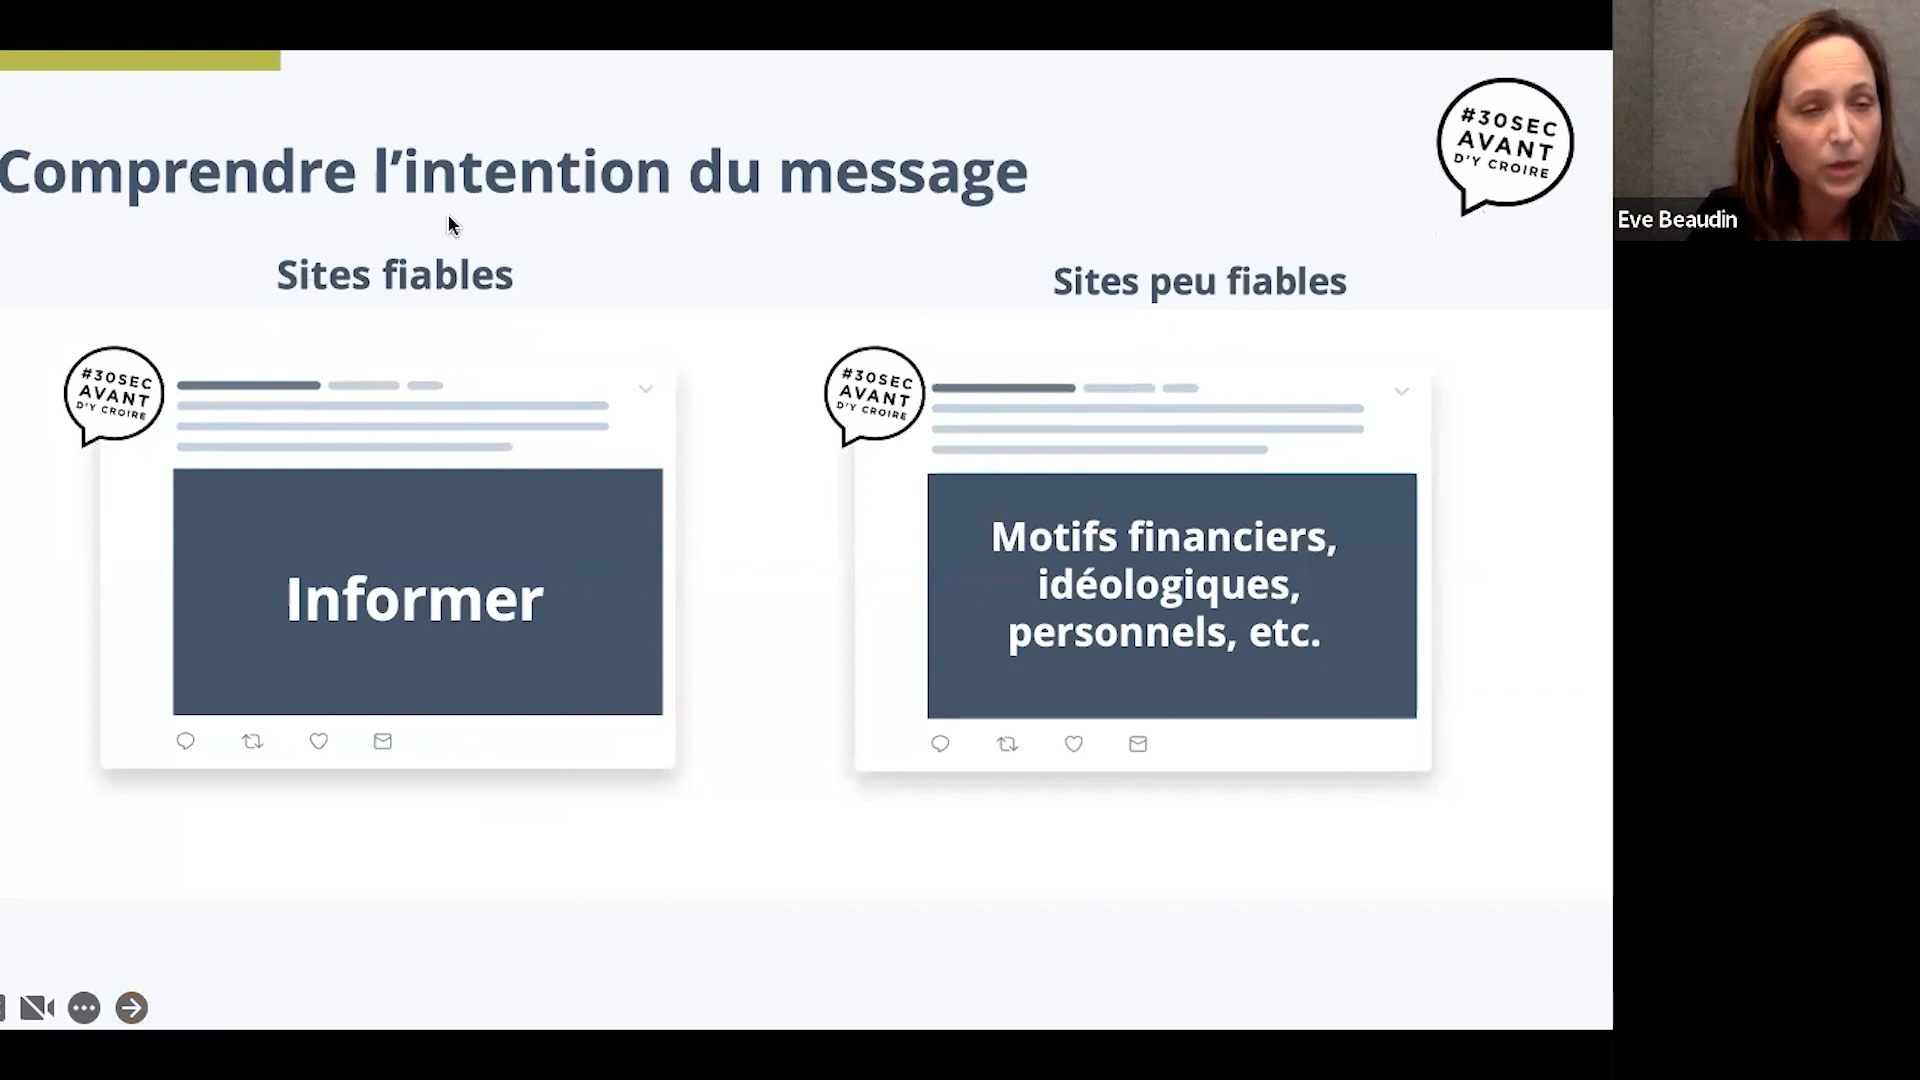 Comprendre l’intention du message
#30SEC
AVANT
D'Y CROIRE
Eve Beaudin
Sites fiables
Sites peu fiables
#30SEC
AVANT
D'Y CROIRE
Informer
#30SEC
AVANT
D'Y CROIRE
Motifs financiers,
idéologiques,
personnels, etc.